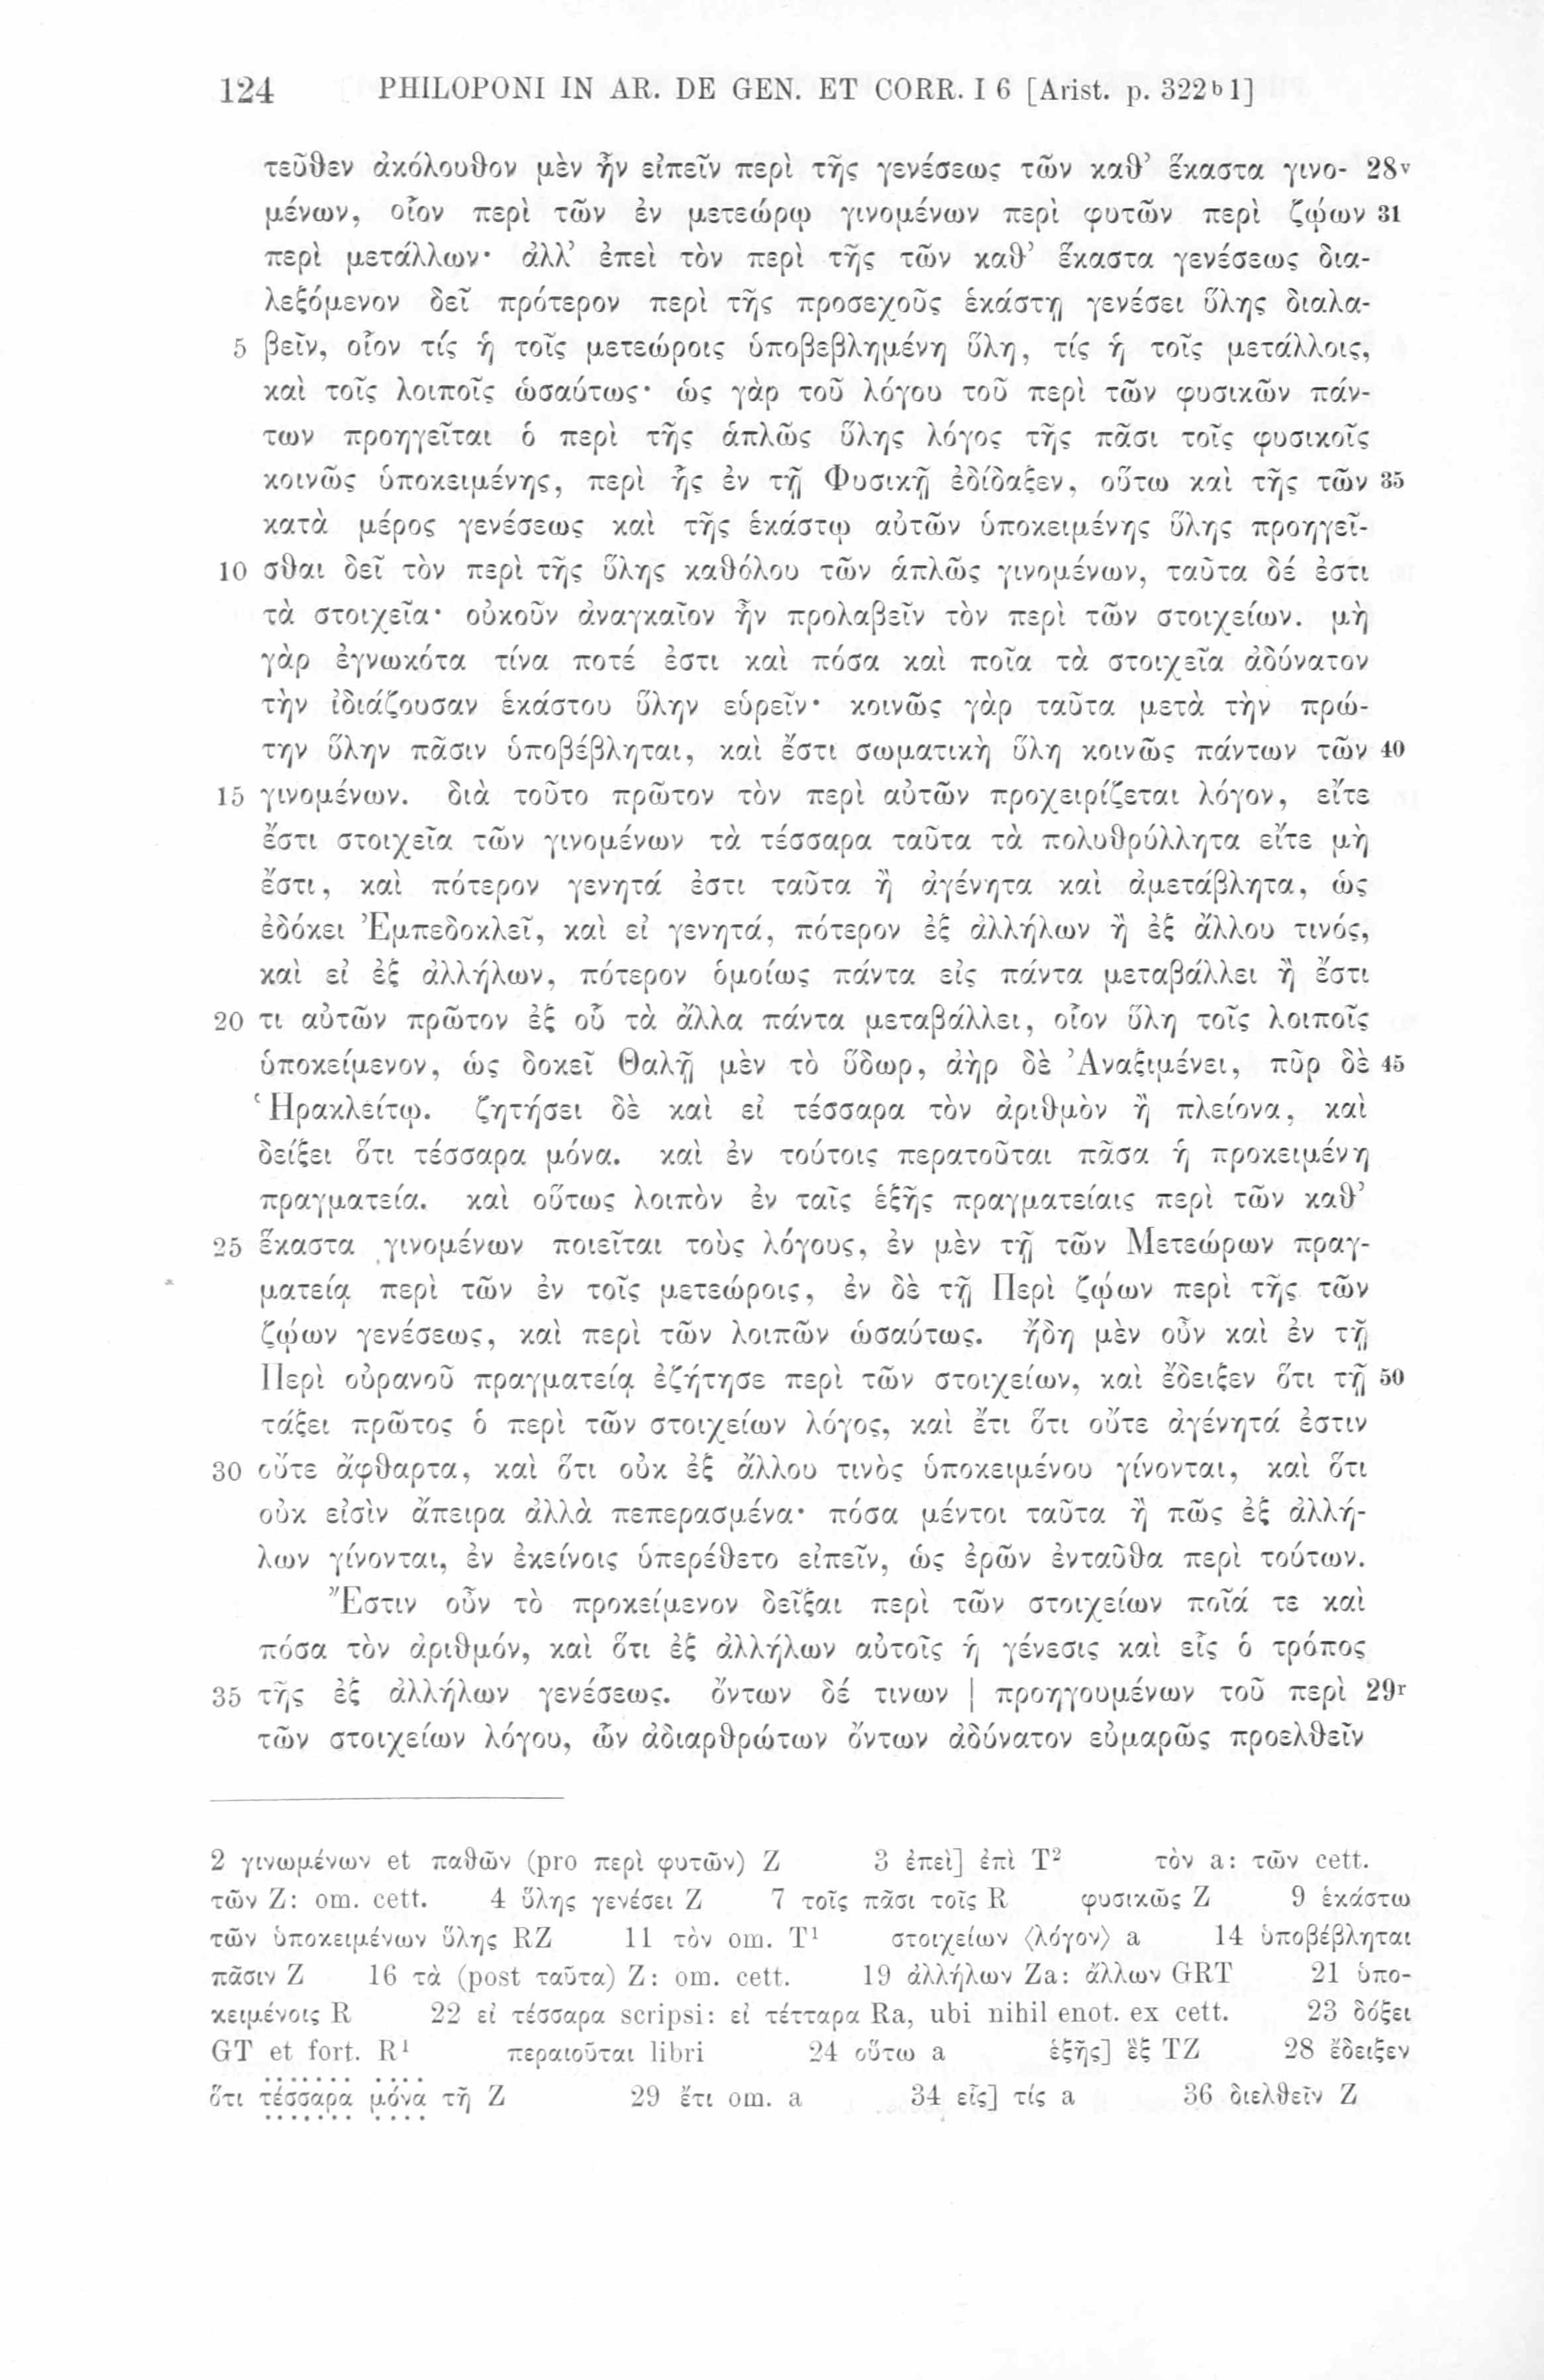 124 PHILOPONI IN AR. DE GEN. ET CORR. I 6 [Arist. p. 322ᵇ1]
τεῦθεν ἀκόλουθον μὲν ἦν εἰπεῖν περὶ τῆς γενέσεως τῶν καθ’ ἕκαστα γινο- 28ᵛ
μένων, οἷον περὶ τῶν ἐν μετεώρῳ γινομένων περὶ φυτῶν περὶ ζῴων 31
περὶ μετάλλων· ἀλλ’ ἐπεὶ τὸν περὶ τῆς τῶν καθ’ ἕκαστα γενέσεως δια-
λεξόμενον δεῖ πρότερον περὶ τῆς προσεχοῦς ἑκάστῃ γενέσει ὕλης διαλα-
5 βεῖν, οἷον τίς ἡ τοῖς μετεώροις ὑποβεβλημένη ὕλη, τίς ἡ τοῖς μετάλλοις,
καὶ τοῖς λοιποῖς ὡσαύτως· ὡς γὰρ τοῦ λόγου τοῦ περὶ τῶν φυσικῶν πάν-
των προηγεῖται ὁ περὶ τῆς ἁπλῶς ὕλης λόγος τῆς πᾶσι τοῖς φυσικοῖς
κοινῶς ὑποκειμένης, περὶ ἧς ἐν τῇ Φυσικῇ ἐδίδαξεν, οὕτω καὶ τῆς τῶν 35
κατὰ μέρος γενέσεως καὶ τῆς ἑκάστῳ αὐτῶν ὑποκειμένης ὕλης προηγεῖ-
10 σθαι δεῖ τὸν περὶ τῆς ὕλης καθόλου τῶν ἁπλῶς γινομένων, ταῦτα δέ ἐστι
τὰ στοιχεῖα· οὐκοῦν ἀναγκαῖον ἦν προλαβεῖν τὸν περὶ τῶν στοιχείων. μὴ
γὰρ ἐγνωκότα τίνα ποτέ ἐστι καὶ πόσα καὶ ποῖα τὰ στοιχεῖα ἀδύνατον
τὴν ἰδιάζουσαν ἑκάστου ὕλην εὑρεῖν· κοινῶς γὰρ ταῦτα μετὰ τὴν πρώ-
την ὕλην πᾶσιν ὑποβέβληται, καὶ ἔστι σωματικὴ ὕλη κοινῶς πάντων τῶν 40
15 γινομένων. διὰ τοῦτο πρῶτον τὸν περὶ αὐτῶν προχειρίζεται λόγον, εἴτε
ἔστι στοιχεῖα τῶν γινομένων τὰ τέσσαρα ταῦτα τὰ πολυθρύλλητα εἴτε μὴ
ἔστι, καὶ πότερον γενητά ἐστι ταῦτα ἢ ἀγένητα καὶ ἀμετάβλητα, ὡς
ἐδόκει Ἐμπεδοκλεῖ, καὶ εἰ γενητά, πότερον ἐξ ἀλλήλων ἢ ἐξ ἄλλου τινός,
καὶ εἰ ἐξ ἀλλήλων, πότερον ὁμοίως πάντα εἰς πάντα μεταβάλλει ἢ ἔστι
20 τι αὐτῶν πρῶτον ἐξ οὗ τὰ ἄλλα πάντα μεταβάλλει, οἷον ὕλη τοῖς λοιποῖς
ὑποκείμενον, ὡς δοκεῖ Θαλῇ μὲν τὸ ὕδωρ, ἀὴρ δὲ Ἀναξιμένει, πῦρ δὲ 45
Ἡρακλείτῳ. ζητήσει δὲ καὶ εἰ τέσσαρα τὸν ἀριθμὸν ἢ πλείονα, καὶ
δείξει ὅτι τέσσαρα μόνα. καὶ ἐν τούτοις περατοῦται πᾶσα ἡ προκειμένη
πραγματεία. καὶ οὕτως λοιπὸν ἐν ταῖς ἑξῆς πραγματείαις περὶ τῶν καθ’
25 ἕκαστα γινομένων ποιεῖται τοὺς λόγους, ἐν μὲν τῇ τῶν Μετεώρων πραγ-
ματείᾳ περὶ τῶν ἐν τοῖς μετεώροις, ἐν δὲ τῇ Περὶ ζῴων περὶ τῆς τῶν
ζῴων γενέσεως, καὶ περὶ τῶν λοιπῶν ὡσαύτως. ἤδη μὲν οὖν καὶ ἐν τῇ
Περὶ οὐρανοῦ πραγματείᾳ ἐζήτησε περὶ τῶν στοιχείων, καὶ ἔδειξεν ὅτι τῇ 50
τάξει πρῶτος ὁ περὶ τῶν στοιχείων λόγος, καὶ ἔτι ὅτι οὔτε ἀγένητά ἐστιν
30 οὔτε ἄφθαρτα, καὶ ὅτι οὐκ ἐξ ἄλλου τινὸς ὑποκειμένου γίνονται, καὶ ὅτι
οὐκ εἰσὶν ἄπειρα ἀλλὰ πεπερασμένα· πόσα μέντοι ταῦτα ἢ πῶς ἐξ ἀλλή-
λων γίνονται, ἐν ἐκείνοις ὑπερέθετο εἰπεῖν, ὡς ἐρῶν ἐνταῦθα περὶ τούτων.
Ἔστιν οὖν τὸ προκείμενον δεῖξαι περὶ τῶν στοιχείων ποῖά τε καὶ
πόσα τὸν ἀριθμόν, καὶ ὅτι ἐξ ἀλλήλων αὐτοῖς ἡ γένεσις καὶ εἷς ὁ τρόπος
35 τῆς ἐξ ἀλλήλων γενέσεως. ὄντων δέ τινων | προηγουμένων τοῦ περὶ 29ʳ
τῶν στοιχείων λόγου, ὧν ἀδιαρθρώτων ὄντων ἀδύνατον εὐμαρῶς προελθεῖν
2 γινωμένων et παθῶν (pro περὶ φυτῶν) Z 3 ἐπεὶ] ἐπὶ T² τὸν a: τῶν cett.
τῶν Z: om. cett. 4 ὕλης γενέσει Z 7 τοῖς πᾶσι τοῖς R φυσικῶς Z 9 ἑκάστω
τῶν ὑποκειμένων ὕλης RZ 11 τὸν om. T¹ στοιχείων ⟨λόγον⟩ a 14 ὑποβέβληται
πᾶσιν Z 16 τὰ (post ταῦτα) Z: om. cett. 19 ἀλλήλων Za: ἄλλων GRT 21 ὑπο-
κειμένοις R 22 εἰ τέσσαρα scripsi: εἰ τέτταρα Ra, ubi nihil enot. ex cett. 23 δόξει
GT et fort. R¹ περαιοῦται libri 24 οὕτω a ἑξῆς] ἓξ TZ 28 ἔδειξεν
ὅτι τέσσαρα μόνα τῆ Z 29 ἔτι om. a 34 εἷς] τίς a 36 διελθεῖν Z